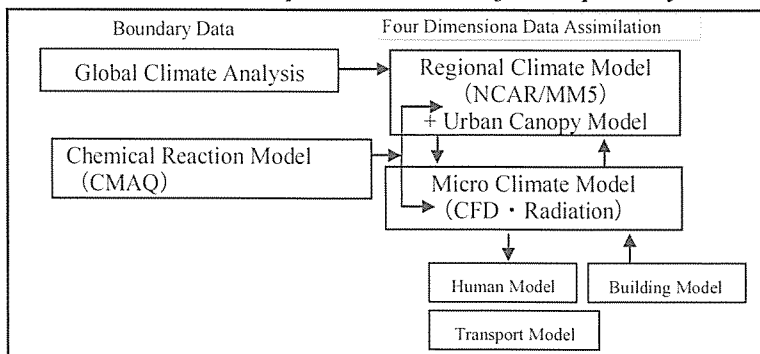 Boundary Data
Four Dimensiona Data Assimilation
Global Climate Analysis
Regional Climate Model
(NCAR/MM5)
+ Urban Canopy Model
Chemical Reaction Model
(CMAQ)
Micro Climate Model
(CFD・Radiation)
Human Model
Building Model
Transport Model